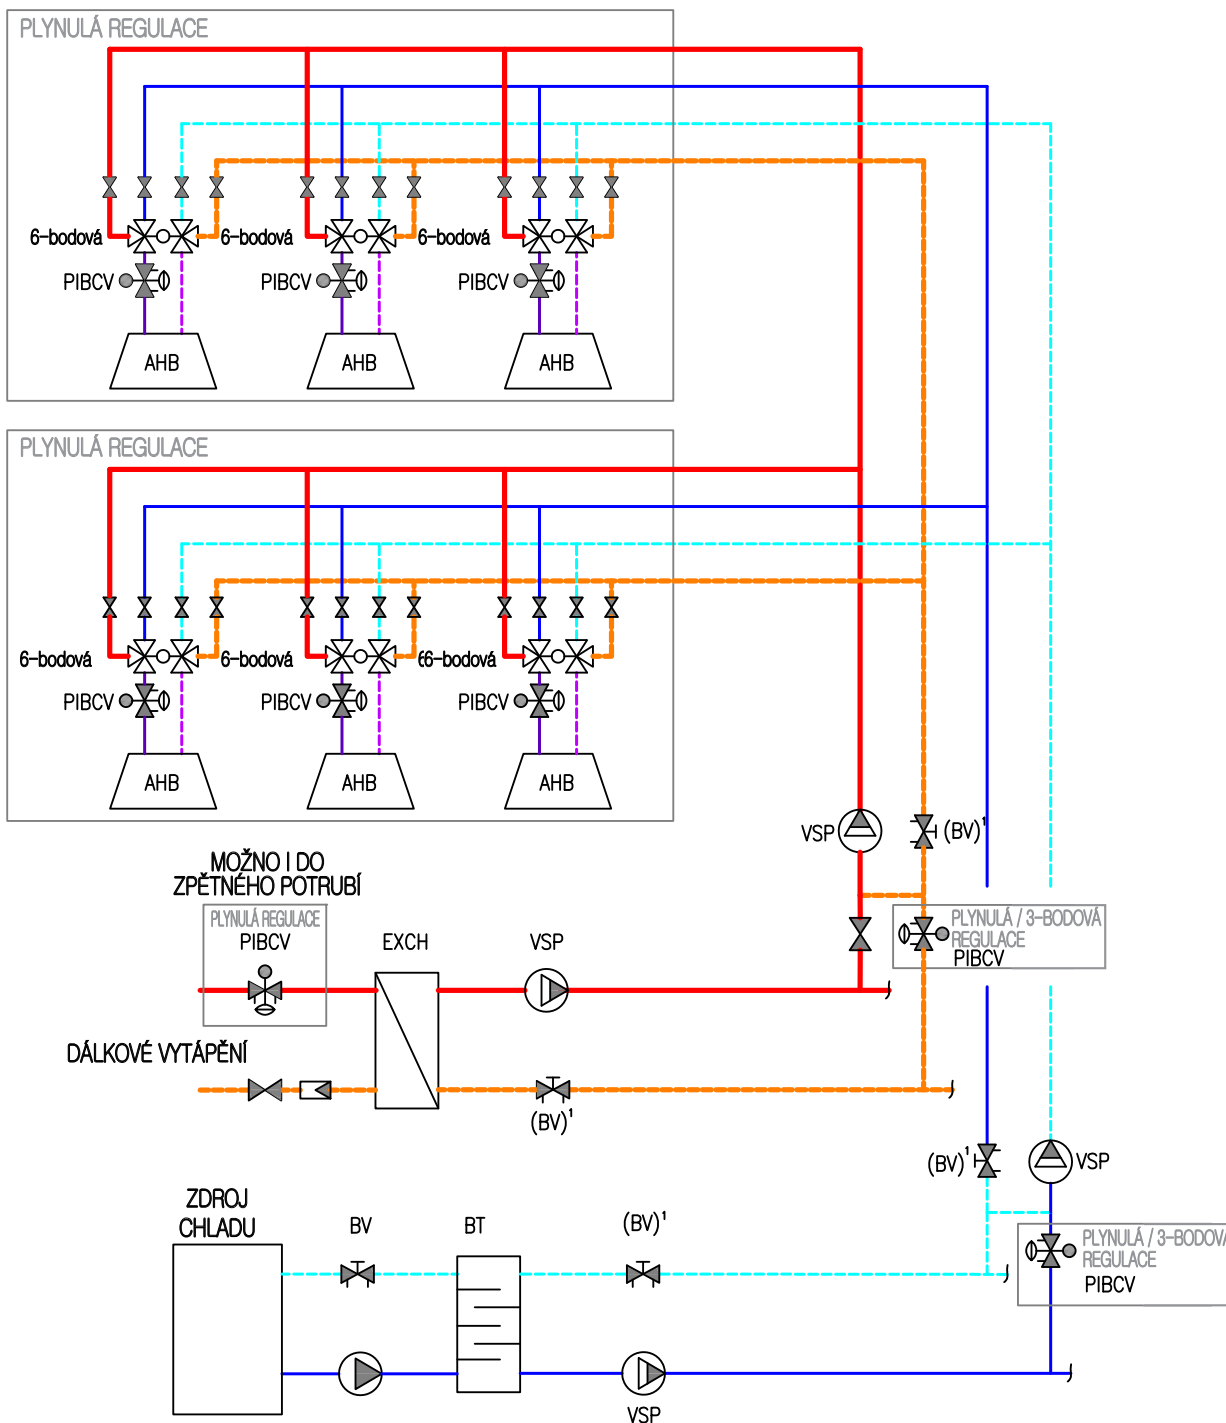 PLYNULÁ REGULACE
6-bodová
6-bodová
6-bodová
PIBCV
PIBCV
PIBCV
AHB
AHB
AHB
PLYNULÁ REGULACE
6-bodová
6-bodová
66-bodová
PIBCV
PIBCV
PIBCV
AHB
AHB
AHB
VSP
(BV)¹
MOŽNO I DO
ZPĚTNÉHO POTRUBÍ
PLYNULÁ REGULACE
PIBCV
EXCH
VSP
PLYNULÁ / 3-BODOVÁ
REGULACE
PIBCV
DÁLKOVÉ VYTÁPĚNÍ
(BV)¹
(BV)¹
VSP
ZDROJ
CHLADU
BV
BT
(BV)¹
PLYNULÁ / 3-BODOVÁ
REGULACE
PIBCV
VSP